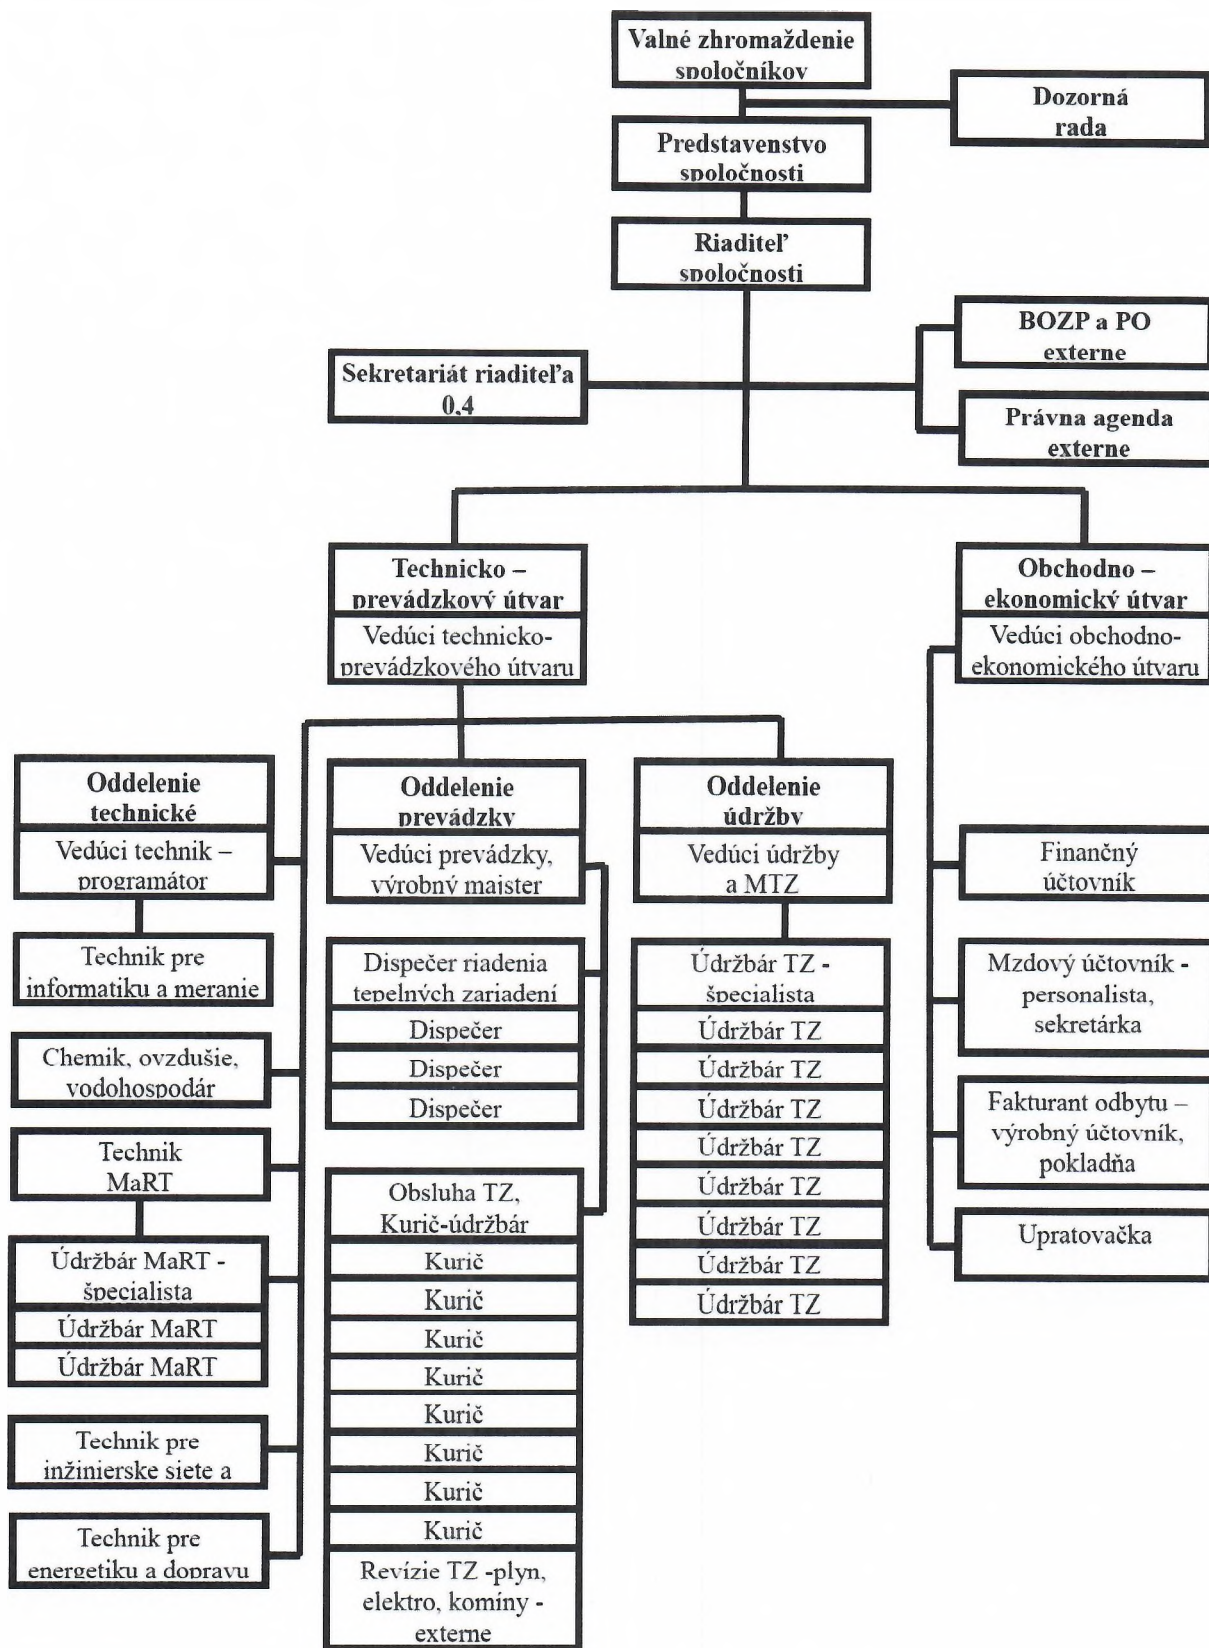 Valné zhromaždenie
spoločníkov
Dozorná
rada
Predstavenstvo
spoločnosti
Riaditeľ
spoločnosti
BOZP a PO
externe
Sekretariát riaditeľa
0,4
Právna agenda
externe
Technicko –
prevádzkový útvar
Vedúci technicko-
prevádzkového útvaru
Obchodno –
ekonomický útvar
Vedúci obchodno-
ekonomického útvaru
Oddelenie
technické
Vedúci technik –
programátor
Technik pre
informatiku a meranie
Chemik, ovzdušie,
vodohospodár
Technik
MaRT
Údržbár MaRT -
špecialista
Údržbár MaRT
Údržbár MaRT
Technik pre
inžinierske siete a
Technik pre
energetiku a dopravu
Oddelenie
prevádzky
Vedúci prevádzky,
výrobný majster
Dispečer riadenia
tepelných zariadení
Dispečer
Dispečer
Dispečer
Obsluha TZ,
Kurič-údržbár
Kurič
Kurič
Kurič
Kurič
Kurič
Kurič
Kurič
Kurič
Revízie TZ -plyn,
elektro, komíny -
externe
Oddelenie
údržby
Vedúci údržby
a MTZ
Údržbár TZ -
špecialista
Údržbár TZ
Údržbár TZ
Údržbár TZ
Údržbár TZ
Údržbár TZ
Údržbár TZ
Údržbár TZ
Údržbár TZ
Finančný
účtovník
Mzdový účtovník -
personalista,
sekretárka
Fakturant odbytu –
výrobný účtovník,
pokladňa
Upratovačka